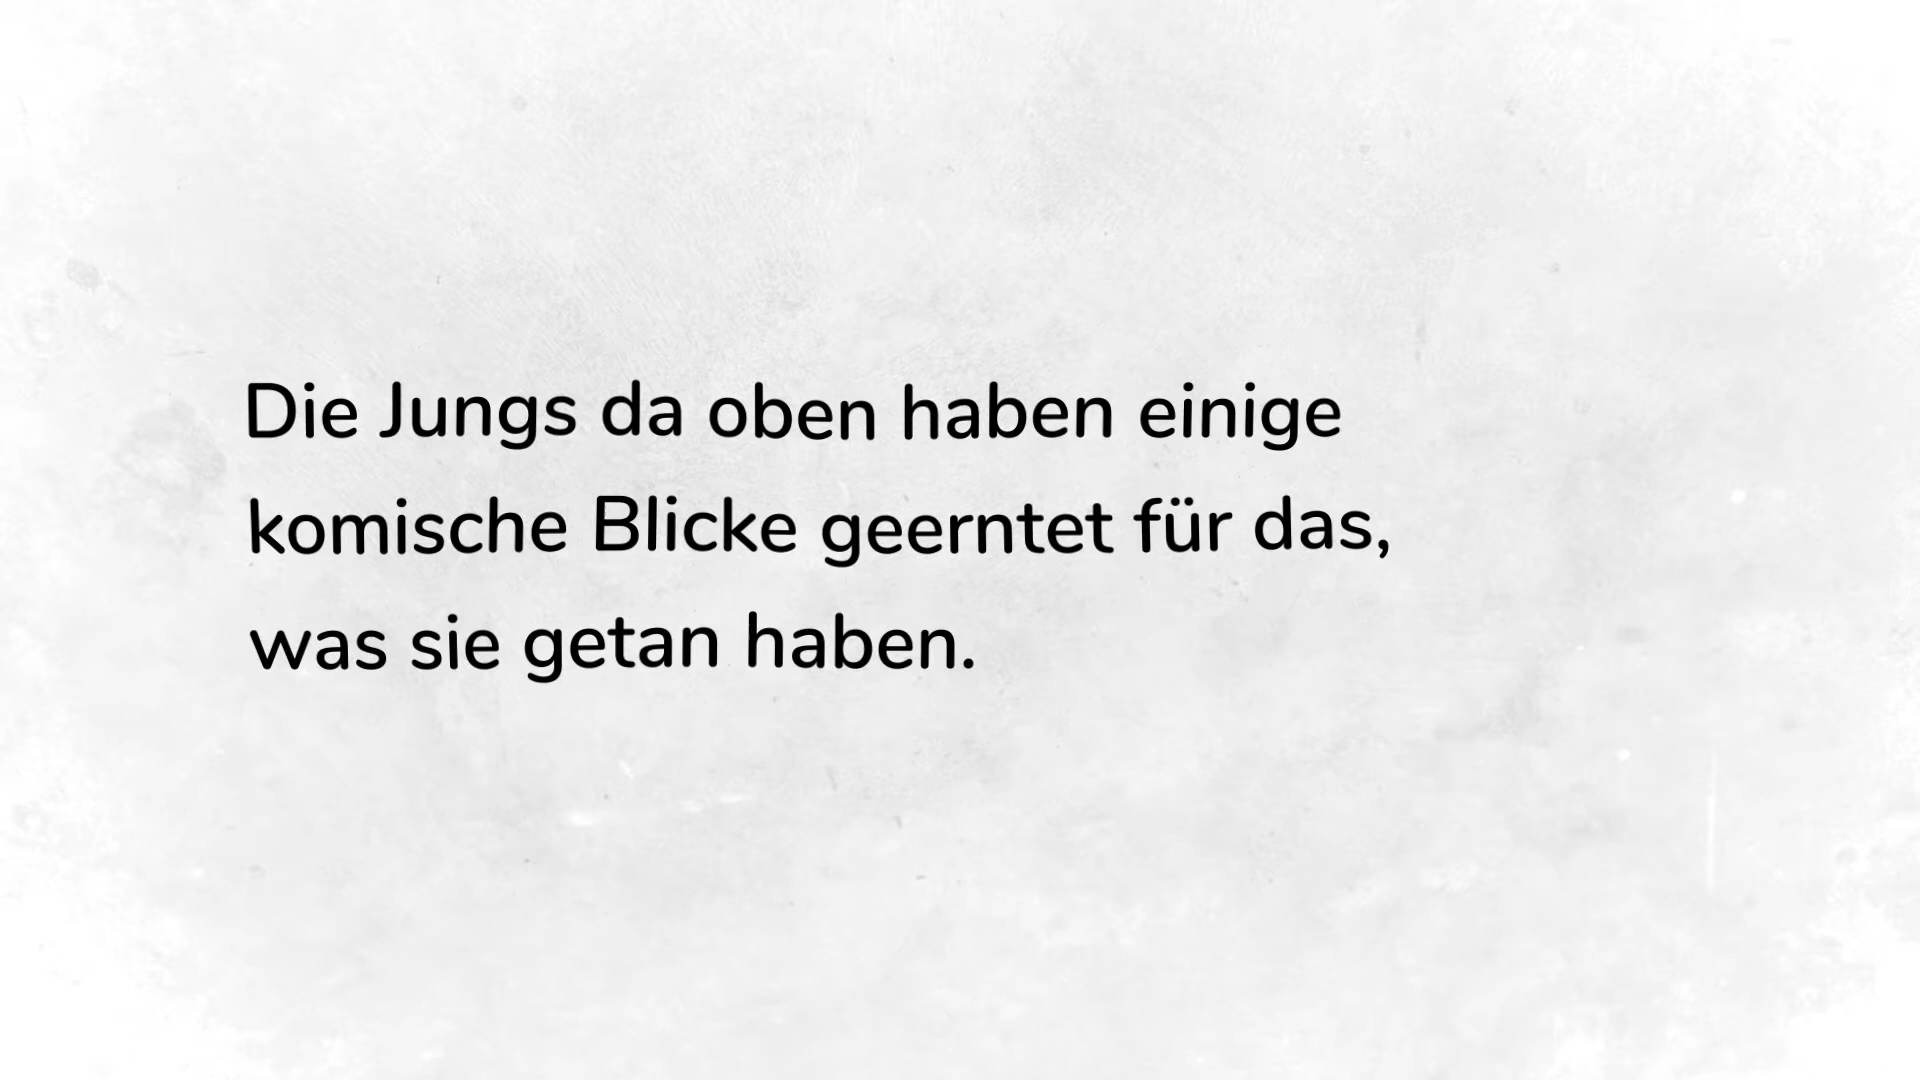 Die Jungs da oben haben einige
komische Blicke geerntet für das,
was sie getan haben.